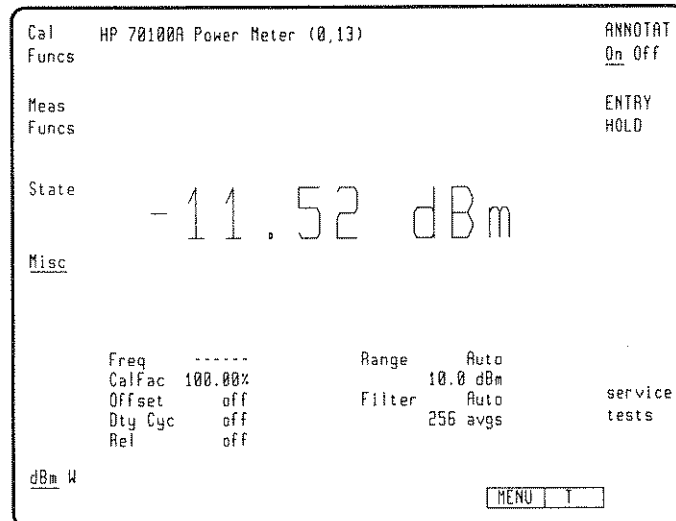 Cal Funcs
HP 70100A Power Meter (0,13)
ANNOTAT
On Off
Meas Funcs
ENTRY
HOLD
State
-11.52 dBm
Misc
Freq ------
CalFac 100.00%
Offset off
Dty Cyc off
Rel off
Range Auto
10.0 dBm
Filter Auto
256 avgs
service
tests
dBm W
MENU T